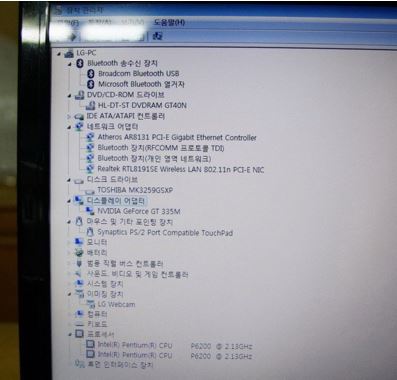 장치 관리자
도움말(H)
LG-PC
Bluetooth 송수신 장치
Broadcom Bluetooth USB
Microsoft Bluetooth 열거자
DVD/CD-ROM 드라이브
HL-DT-ST DVDRAM GT40N
IDE ATA/ATAPI 컨트롤러
네트워크 어댑터
Atheros AR8131 PCI-E Gigabit Ethernet Controller
Bluetooth 장치(RFCOMM 프로토콜 TDI)
Bluetooth 장치(개인 영역 네트워크)
Realtek RTL8191SE Wireless LAN 802.11n PCI-E NIC
디스크 드라이브
TOSHIBA MK3259GSXP
디스플레이 어댑터
NVIDIA GeForce GT 335M
마우스 및 기타 포인팅 장치
Synaptics PS/2 Port Compatible TouchPad
모니터
배터리
범용 직렬 버스 컨트롤러
사운드, 비디오 및 게임 컨트롤러
시스템 장치
이미징 장치
LG Webcam
컴퓨터
키보드
프로세서
Intel(R) Pentium(R) CPU P6200 @ 2.13GHz
Intel(R) Pentium(R) CPU P6200 @ 2.13GHz
휴먼 인터페이스 장치